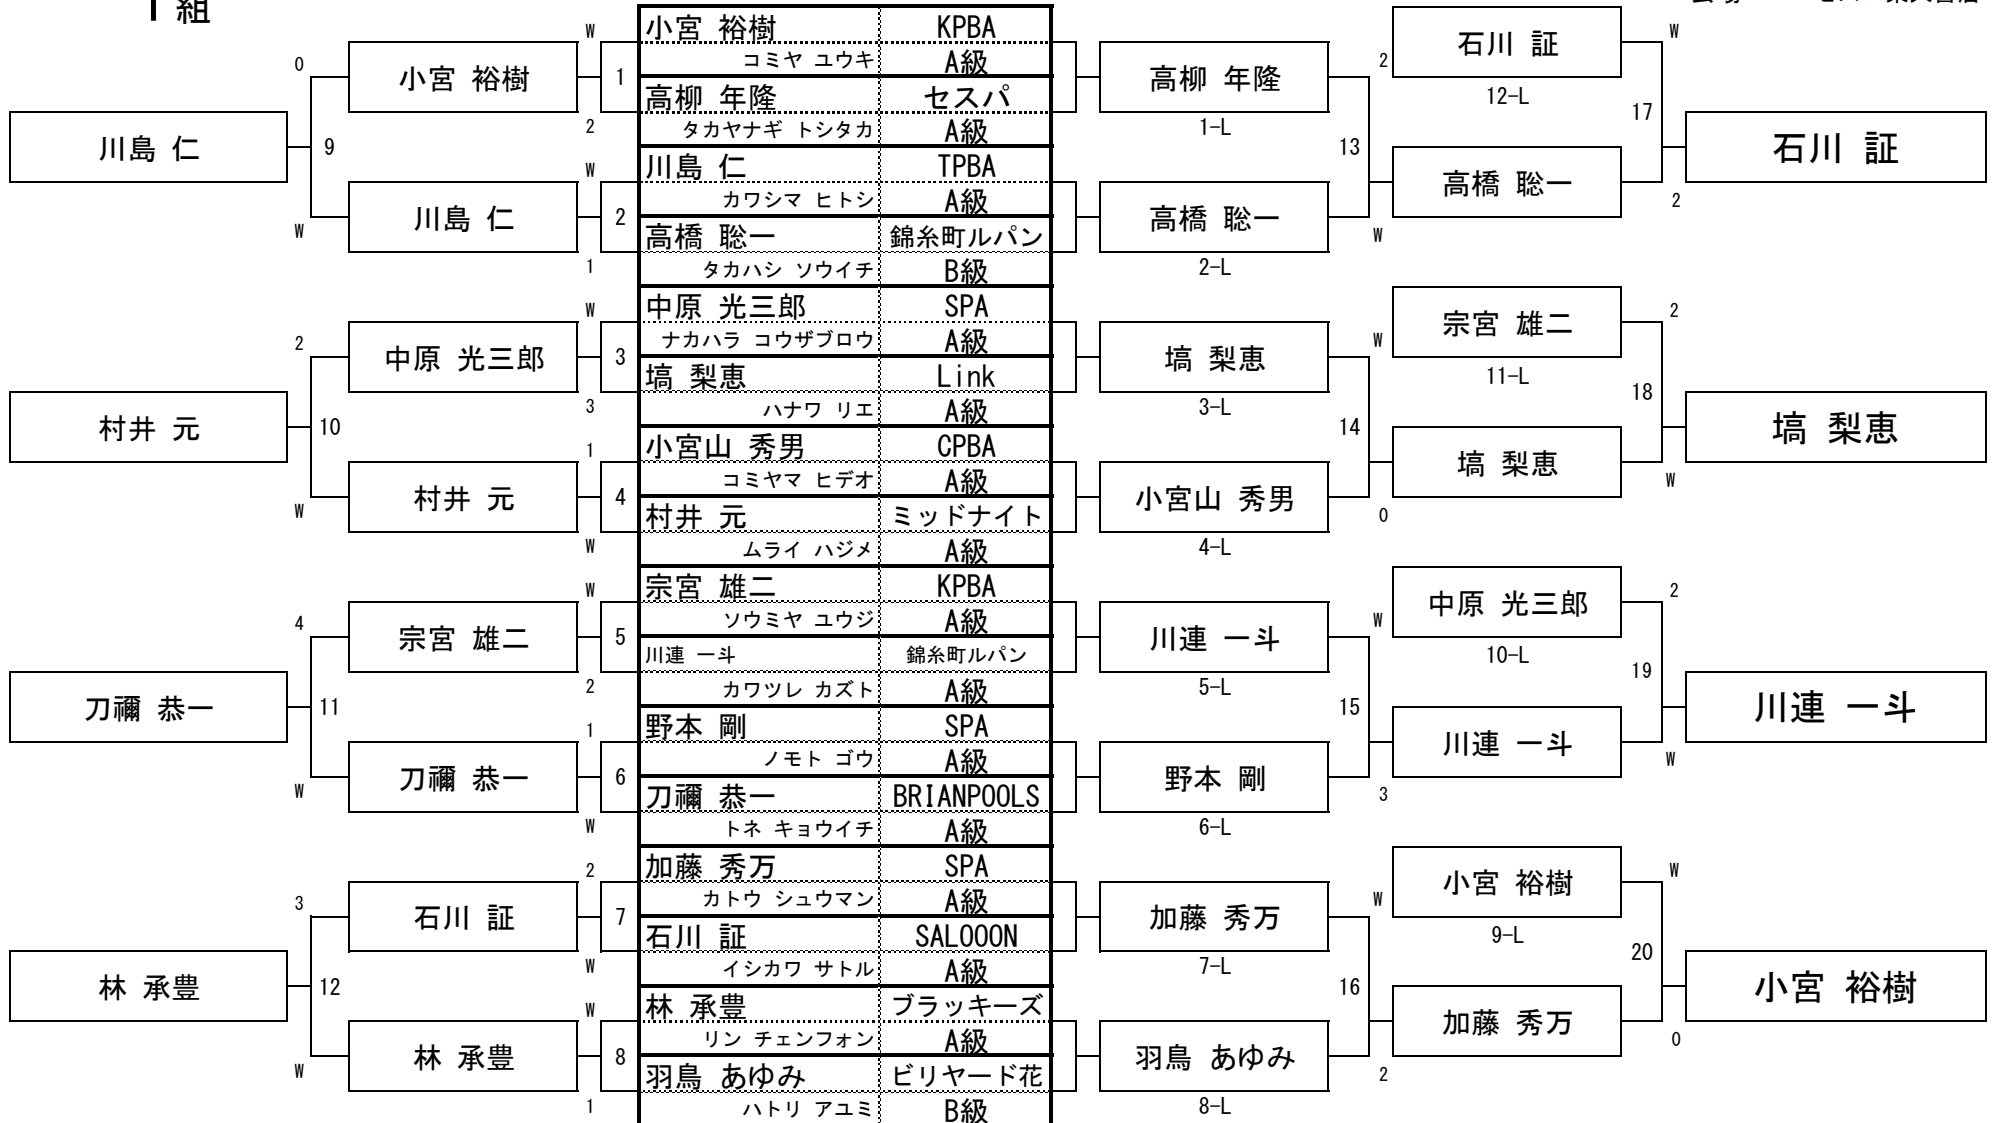 組
小宮 裕樹 KPBA
コミヤ ユウキ A級
高柳 年隆 セスパ
タカヤナギ トシタカ A級
川島 仁 TPBA
カワシマ ヒトシ A級
高橋 聡一 錦糸町ルパン
タカハシ ソウイチ B級
中原 光三郎 SPA
ナカハラ コウザブロウ A級
塙 梨恵 Link
ハナワ リエ A級
小宮山 秀男 CPBA
コミヤマ ヒデオ A級
村井 元 ミッドナイト
ムライ ハジメ A級
宗宮 雄二 KPBA
ソウミヤ ユウジ A級
川連 一斗 錦糸町ルパン
カワツレ カズト A級
野本 剛 SPA
ノモト ゴウ A級
刀禰 恭一 BRIANPOOLS
トネ キョウイチ A級
加藤 秀万 SPA
カトウ シュウマン A級
石川 証 SALOOON
イシカワ サトル A級
林 承豊 ブラッキーズ
リン チェンフォン A級
羽鳥 あゆみ ビリヤード花
ハトリ アユミ B級
W
1
2
W
2
1
W
3
3
1
4
W
W
5
2
1
6
W
2
7
W
W
8
1
小宮 裕樹
川島 仁
中原 光三郎
村井 元
宗宮 雄二
刀禰 恭一
石川 証
林 承豊
0
9
W
2
10
W
4
11
W
3
12
W
川島 仁
村井 元
刀禰 恭一
林 承豊
高柳 年隆
1-L
高橋 聡一
2-L
塙 梨恵
3-L
小宮山 秀男
4-L
川連 一斗
5-L
野本 剛
6-L
加藤 秀万
7-L
羽鳥 あゆみ
8-L
2
13
W
W
14
0
W
15
3
W
16
2
石川 証
12-L
高橋 聡一
宗宮 雄二
11-L
塙 梨恵
中原 光三郎
10-L
川連 一斗
小宮 裕樹
9-L
加藤 秀万
W
17
2
2
18
W
2
19
W
W
20
0
石川 証
塙 梨恵
川連 一斗
小宮 裕樹